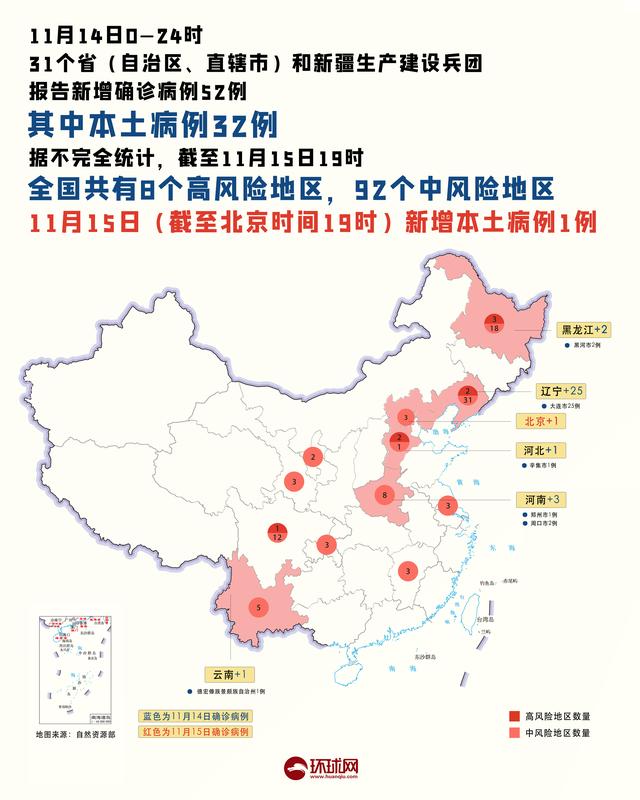 11月14日0—24时
31个省（自治区、直辖市）和新疆生产建设兵团
报告新增确诊病例52例
其中本土病例32例
据不完全统计，截至11月15日19时
全国共有8个高风险地区，92个中风险地区
11月15日（截至北京时间19时）新增本土病例1例
3
18
黑龙江+2
黑河市2例
2
31
辽宁+25
大连市25例
3
北京+1
渤海
2
1
河北+1
辛集市1例
2
3
黄海
8
河南+3
郑州市1例
周口市2例
3
1
12
3
东海
3
钓鱼岛
赤尾屿
5
台湾岛
兰屿
东沙群岛
南海
云南+1
德宏傣族景颇族自治州1例
南海诸岛
地图来源：自然资源部
蓝色为11月14日确诊病例
红色为11月15日确诊病例
高风险地区数量
中风险地区数量
环球网
www.huanqiu.com